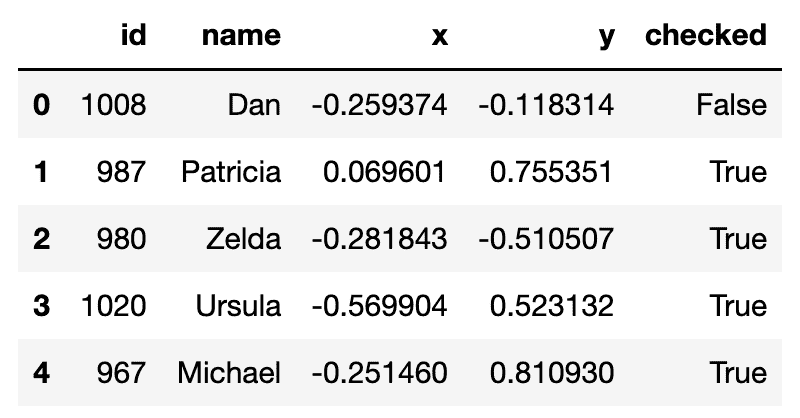 id name x y checked
0 1008 Dan -0.259374 -0.118314 False
1 987 Patricia 0.069601 0.755351 True
2 980 Zelda -0.281843 -0.510507 True
3 1020 Ursula -0.569904 0.523132 True
4 967 Michael -0.251460 0.810930 True